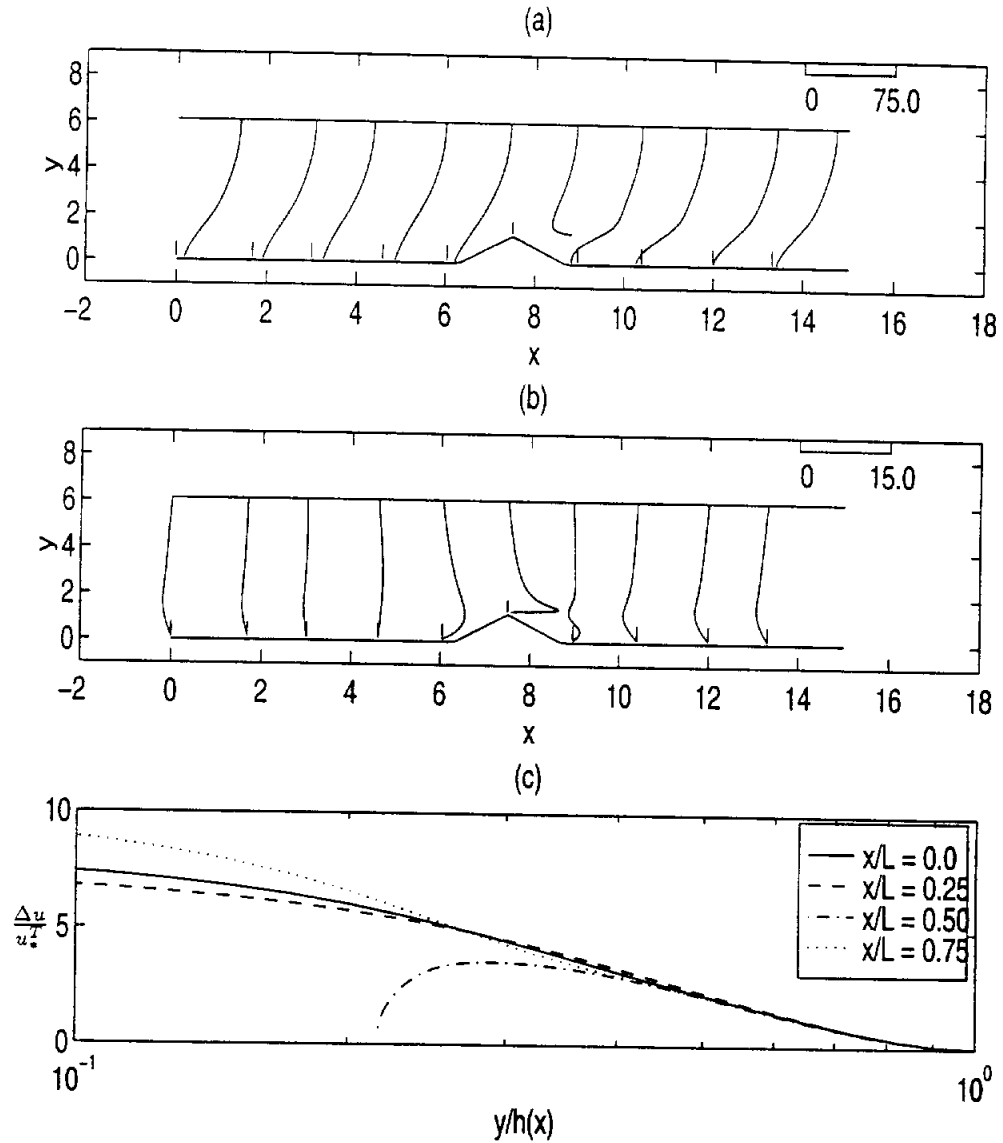 (a)
8
6
4
2
0
y
0 75.0
−2 0 2 4 6 8 10 12 14 16 18
x
(b)
8
6
4
2
0
y
0 15.0
−2 0 2 4 6 8 10 12 14 16 18
x
(c)
10
5
0
Δu
u*^T
x/L = 0.0
x/L = 0.25
x/L = 0.50
x/L = 0.75
10^-1 10^0
y/h(x)